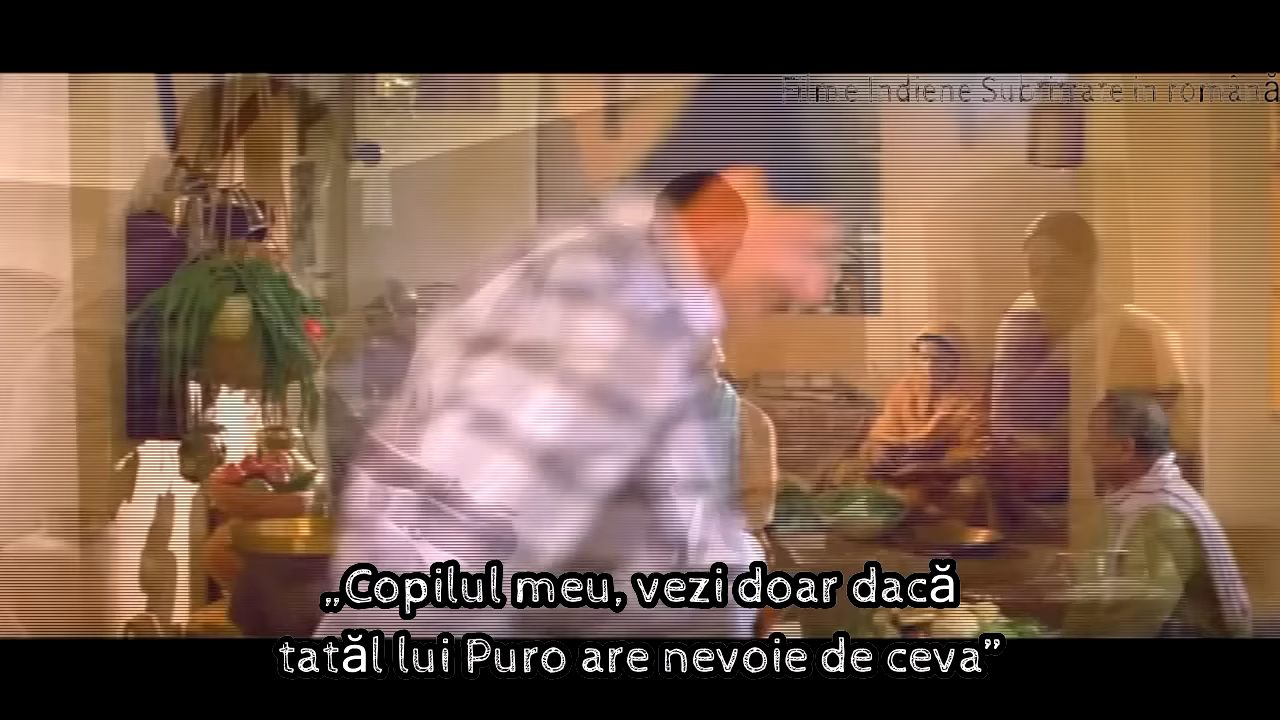 Filme Indiene Subtitrate in română
„Copilul meu, vezi doar dacă
tatăl lui Puro are nevoie de ceva”